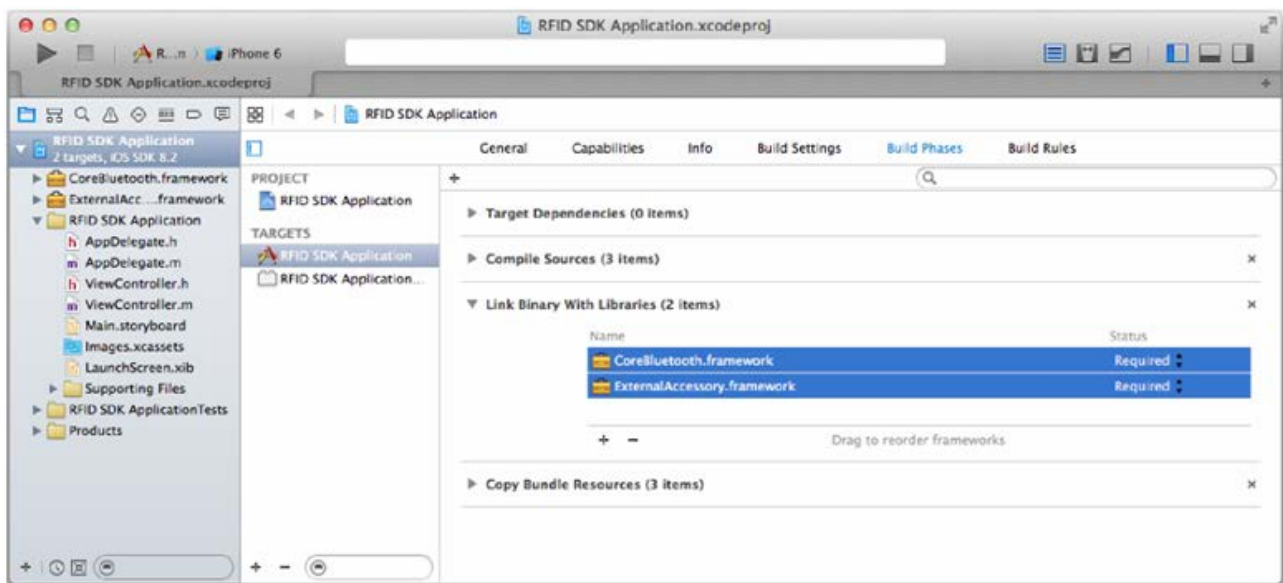 RFID SDK Application.xcodeproj
R...n
iPhone 6
RFID SDK Application.xcodeproj
RFID SDK Application
2 targets, iOS SDK 8.2
CoreBluetooth.framework
ExternalAcc....framework
RFID SDK Application
h AppDelegate.h
m AppDelegate.m
h ViewController.h
m ViewController.m
Main.storyboard
Images.xcassets
LaunchScreen.xib
Supporting Files
RFID SDK ApplicationTests
Products
RFID SDK Application
PROJECT
RFID SDK Application
TARGETS
RFID SDK Application
RFID SDK Application...
General Capabilities Info Build Settings Build Phases Build Rules
Target Dependencies (0 items)
Compile Sources (3 items)
Link Binary With Libraries (2 items)
Name Status
CoreBluetooth.framework Required
ExternalAccessory.framework Required
Drag to reorder frameworks
Copy Bundle Resources (3 items)